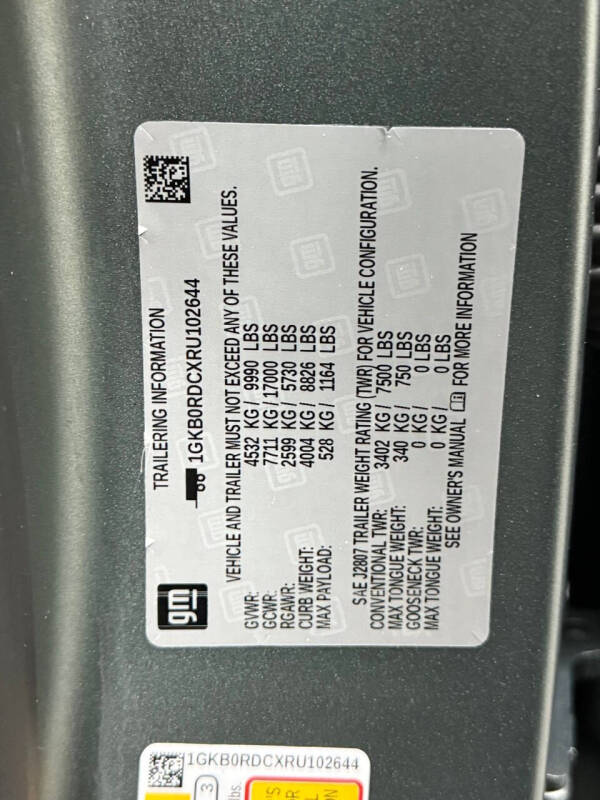 TRAILERING INFORMATION
1GKB0RDCXRU102644
gm
VEHICLE AND TRAILER MUST NOT EXCEED ANY OF THESE VALUES.
GVWR: 4532 KG / 9990 LBS
GCWR: 7711 KG / 17000 LBS
RGAWR: 2599 KG / 5730 LBS
CURB WEIGHT: 4004 KG / 8826 LBS
MAX PAYLOAD: 528 KG / 1164 LBS
SAE J2807 TRAILER WEIGHT RATING (TWR) FOR VEHICLE CONFIGURATION.
CONVENTIONAL TWR: 3402 KG / 7500 LBS
MAX TONGUE WEIGHT: 340 KG / 750 LBS
GOOSENECK TWR: 0 KG / 0 LBS
MAX TONGUE WEIGHT: 0 KG / 0 LBS
SEE OWNER'S MANUAL FOR MORE INFORMATION
1GKB0RDCXRU102644
3
lbs.